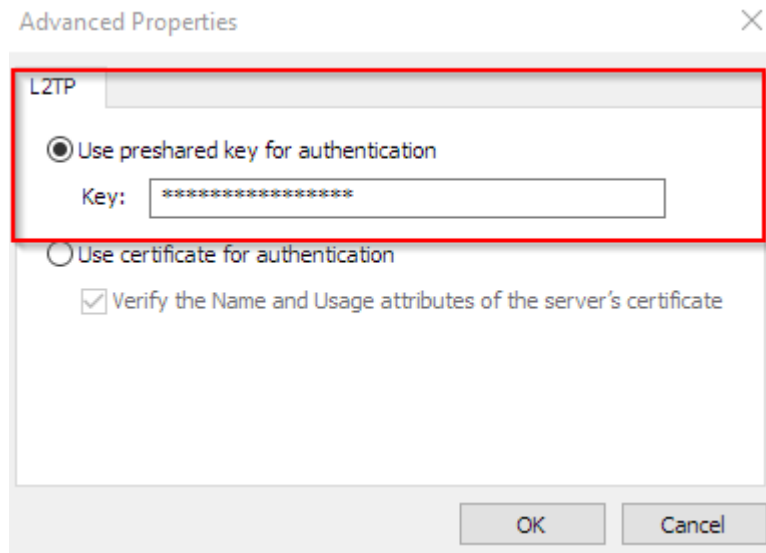 Advanced Properties
L2TP
Use preshared key for authentication
Key: ****************
Use certificate for authentication
Verify the Name and Usage attributes of the server's certificate
OK Cancel